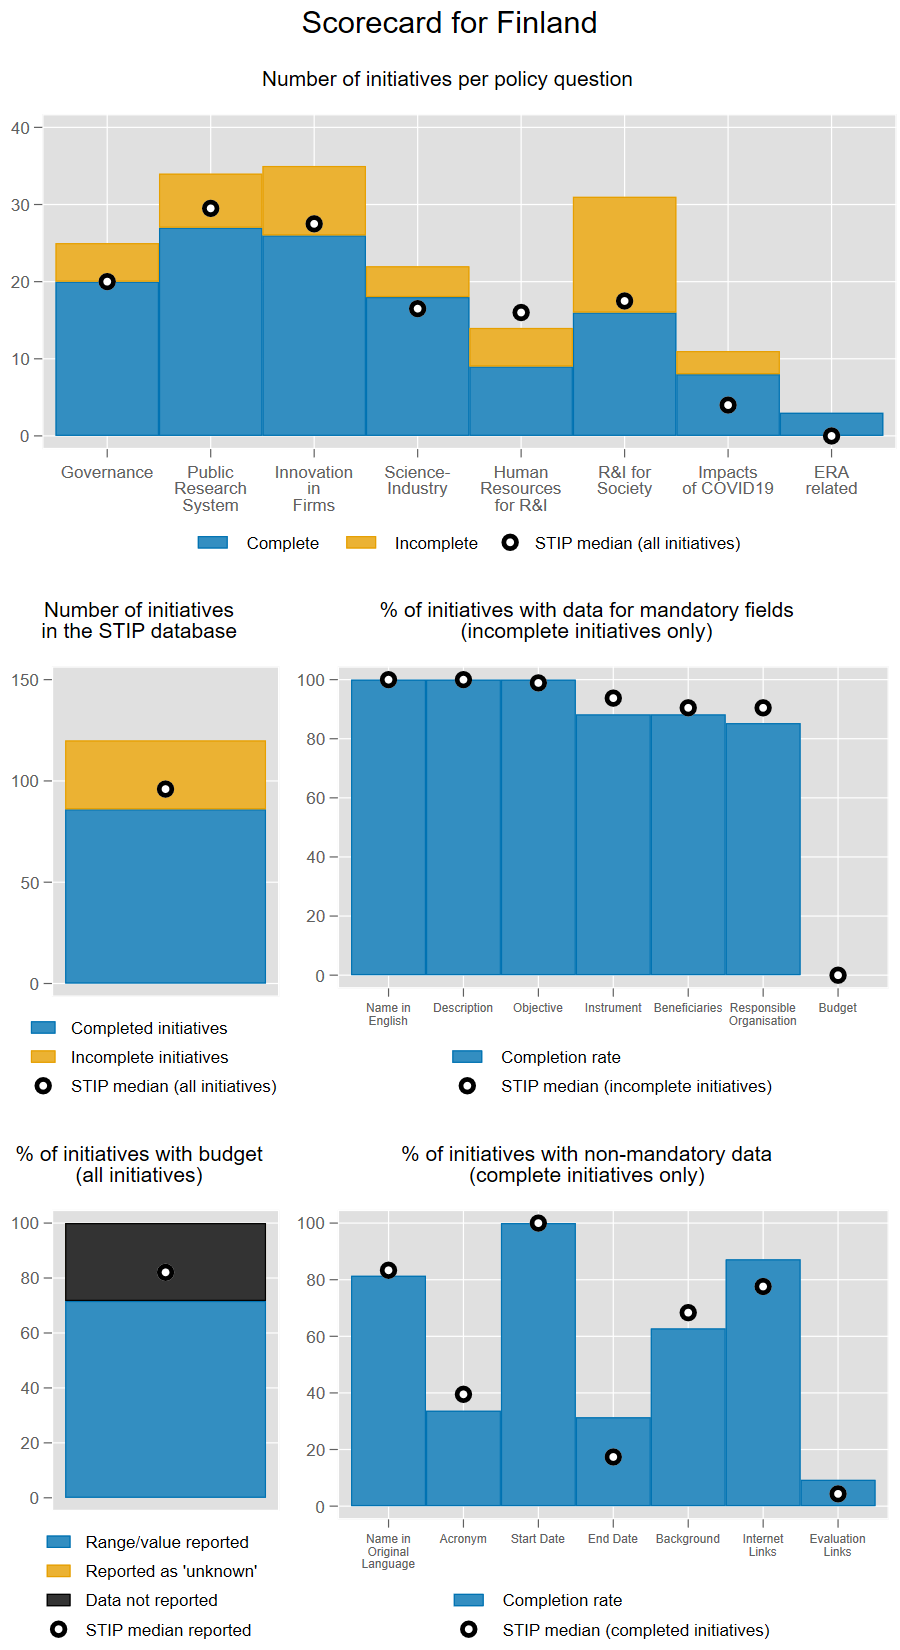 Scorecard for Finland
Number of initiatives per policy question
40
30
20
10
0
Governance
Public
Research
System
Innovation
in
Firms
Science-
Industry
Human
Resources
for R&I
R&I for
Society
Impacts
of COVID19
ERA
related
Complete
Incomplete
STIP median (all initiatives)
Number of initiatives
in the STIP database
150
100
50
0
Completed initiatives
Incomplete initiatives
STIP median (all initiatives)
% of initiatives with data for mandatory fields
(incomplete initiatives only)
100
80
60
40
20
0
Name in
English
Description
Objective
Instrument
Beneficiaries
Responsible
Organisation
Budget
Completion rate
STIP median (incomplete initiatives)
% of initiatives with budget
(all initiatives)
100
80
60
40
20
0
Range/value reported
Reported as 'unknown'
Data not reported
STIP median reported
% of initiatives with non-mandatory data
(complete initiatives only)
100
80
60
40
20
0
Name in
Original
Language
Acronym
Start Date
End Date
Background
Internet
Links
Evaluation
Links
Completion rate
STIP median (completed initiatives)